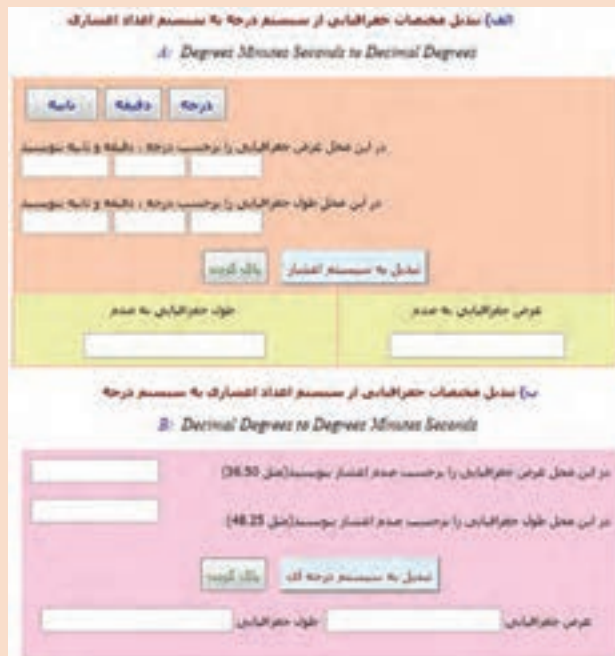 الف) تبدیل مختصات جغرافیایی از سیستم درجه به سیستم اعداد اعشاری
A: Degrees Minutes Seconds to Decimal Degrees
درجه دقیقه ثانیه
در این محل عرض جغرافیایی را برحسب درجه ، دقیقه و ثانیه بنویسید
در این محل طول جغرافیایی را برحسب درجه ، دقیقه و ثانیه بنویسید
تبدیل به سیستم اعشار پاک کردن
عرض جغرافیایی به صدم طول جغرافیایی به صدم
ب) تبدیل مختصات جغرافیایی از سیستم اعداد اعشاری به سیستم درجه
B: Decimal Degrees to Degrees Minutes Seconds
در این محل عرض جغرافیایی را برحسب صدم اعشار بنویسید(مثل 36.50)
در این محل طول جغرافیایی را برحسب صدم اعشار بنویسید(مثل 48.25)
تبدیل به سیستم درجه ای پاک کردن
عرض جغرافیایی: طول جغرافیایی: